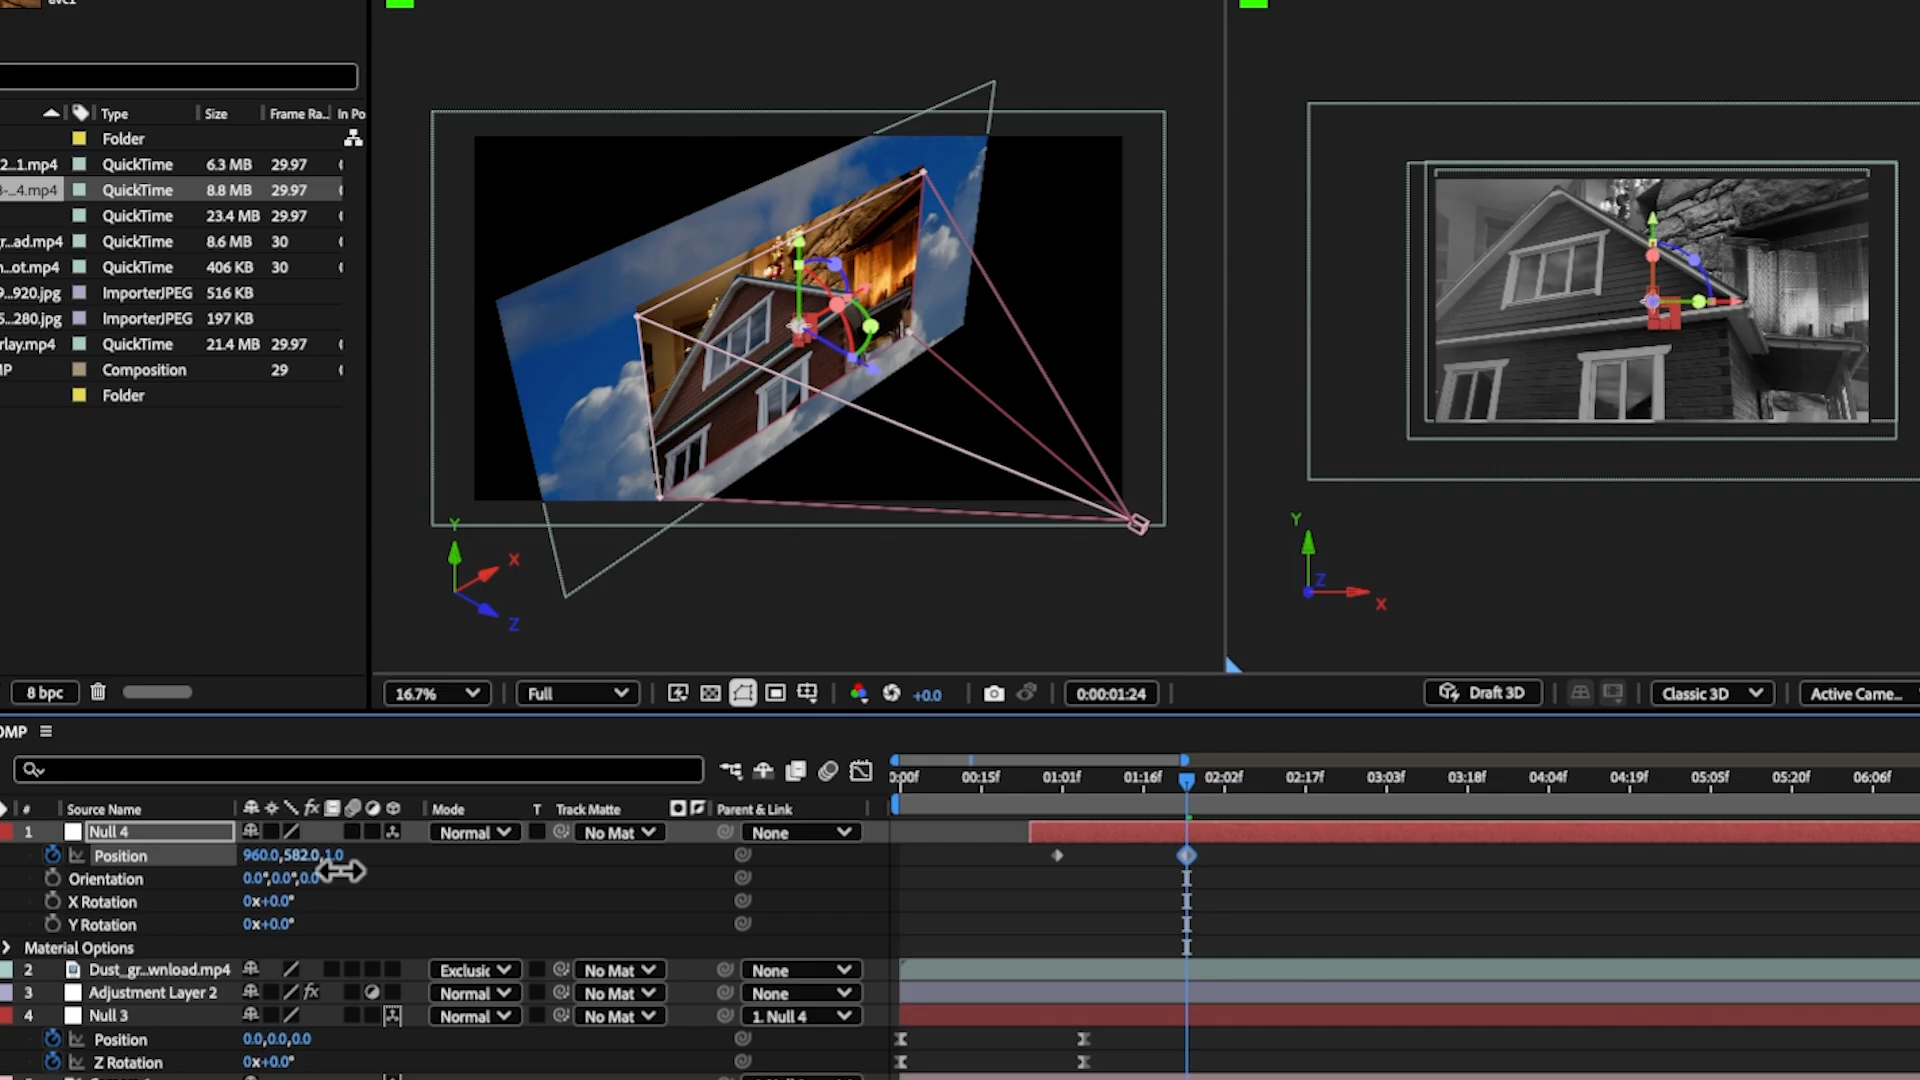 Type Size Frame Ra.. In Po
Folder
2_1.mp4 QuickTime 6.3 MB 29.97
3-_4.mp4 QuickTime 8.8 MB 29.97
QuickTime 23.4 MB 29.97
r...ad.mp4 QuickTime 8.6 MB 30
n...ot.mp4 QuickTime 406 KB 30
9...920.jpg ImporterJPEG 516 KB
5...280.jpg ImporterJPEG 197 KB
rlay.mp4 QuickTime 21.4 MB 29.97
MP Composition 29
Folder
Y X Z
Y Z X
8 bpc
16.7% Full +0.0 0:00:01:24 Draft 3D Classic 3D Active Came...
OMP
0:00f 00:15f 01:01f 01:16f 02:02f 02:17f 03:03f 03:18f 04:04f 04:19f 05:05f 05:20f 06:06f
# Source Name fx Mode T Track Matte Parent & Link
1 Null 4 Normal No Mat None
Position 960.0,582.0,1.0
Orientation 0.0°,0.0°,0.0
X Rotation 0x+0.0°
Y Rotation 0x+0.0°
Material Options
2 Dust_gr...wnload.mp4 Exclusic No Mat None
3 Adjustment Layer 2 fx Normal No Mat None
4 Null 3 Normal No Mat 1. Null 4
Position 0.0,0.0,0.0
Z Rotation 0x+0.0°